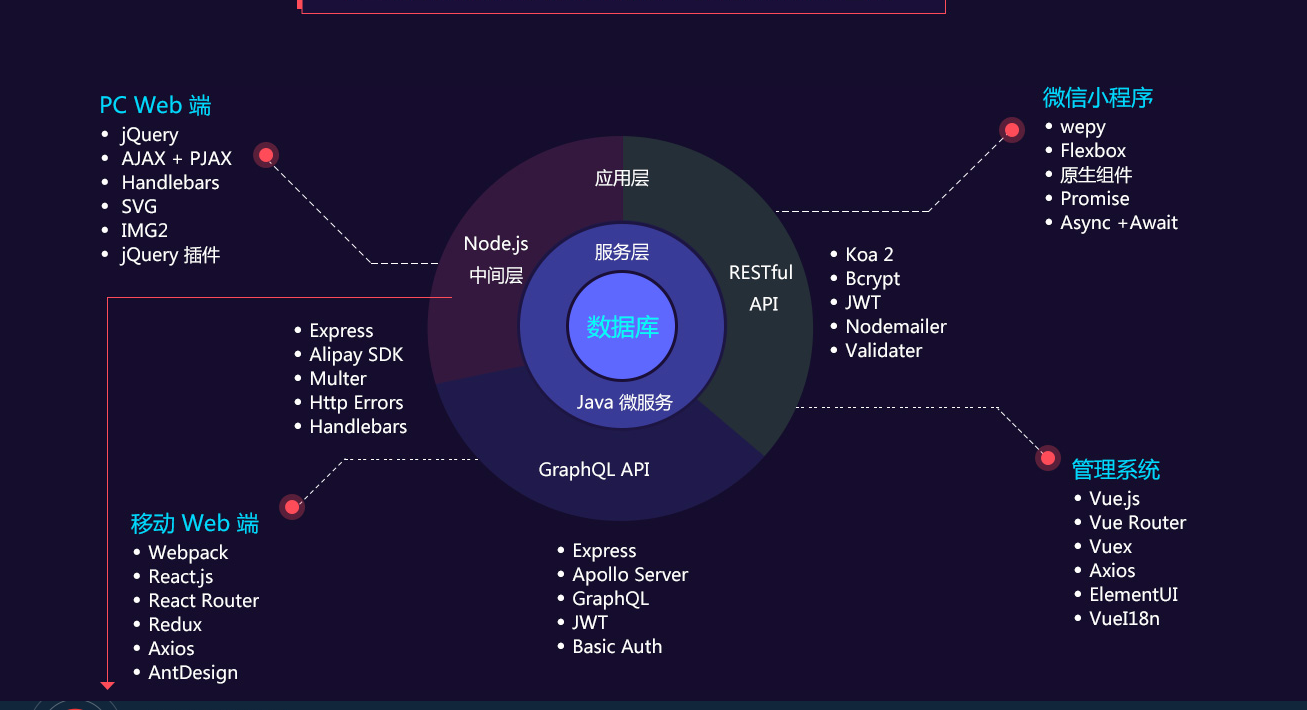 PC Web 端
jQuery
AJAX + PJAX
Handlebars
SVG
IMG2
jQuery 插件
微信小程序
wepy
Flexbox
原生组件
Promise
Async +Await
应用层
Node.js
中间层
服务层
RESTful
API
数据库
Java 微服务
GraphQL API
Koa 2
Bcrypt
JWT
Nodemailer
Validater
Express
Alipay SDK
Multer
Http Errors
Handlebars
移动 Web 端
Webpack
React.js
React Router
Redux
Axios
AntDesign
Express
Apollo Server
GraphQL
JWT
Basic Auth
管理系统
Vue.js
Vue Router
Vuex
Axios
ElementUI
VueI18n